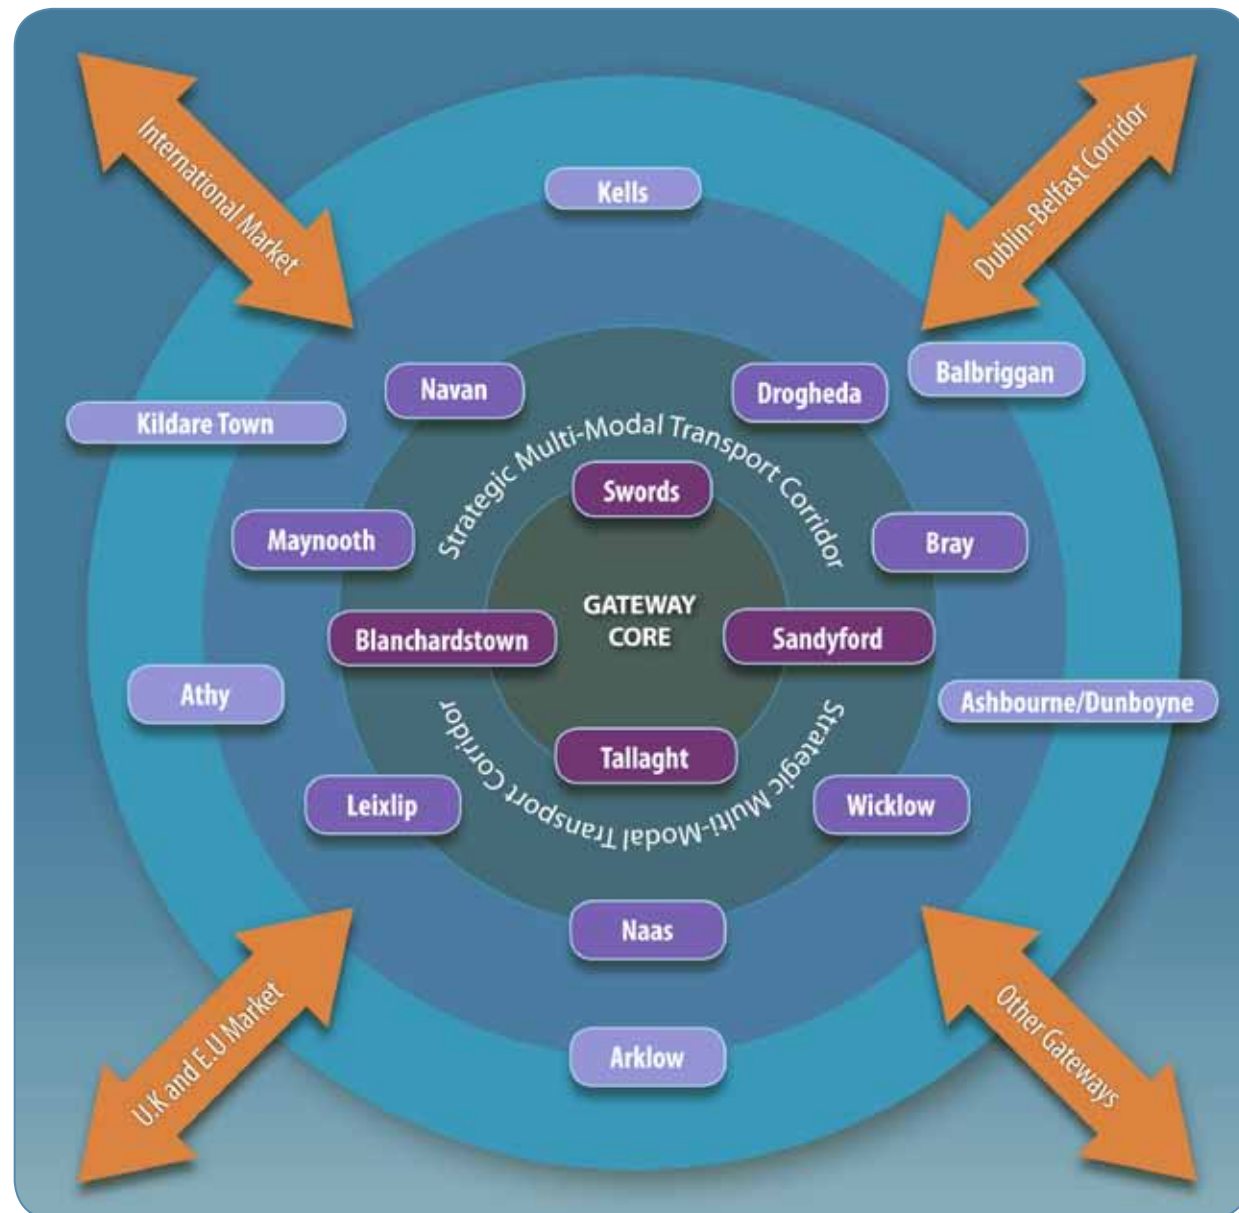 International Market
Dublin-Belfast Corridor
Kells
Balbriggan
Navan
Drogheda
Kildare Town
Strategic Multi-Modal Transport Corridor
Swords
Maynooth
Bray
GATEWAY
CORE
Blanchardstown
Sandyford
Athy
Ashbourne/Dunboyne
Strategic Multi-Modal Transport Corridor
Tallaght
Leixlip
Wicklow
Naas
U.K and E.U Market
Other Gateways
Arklow